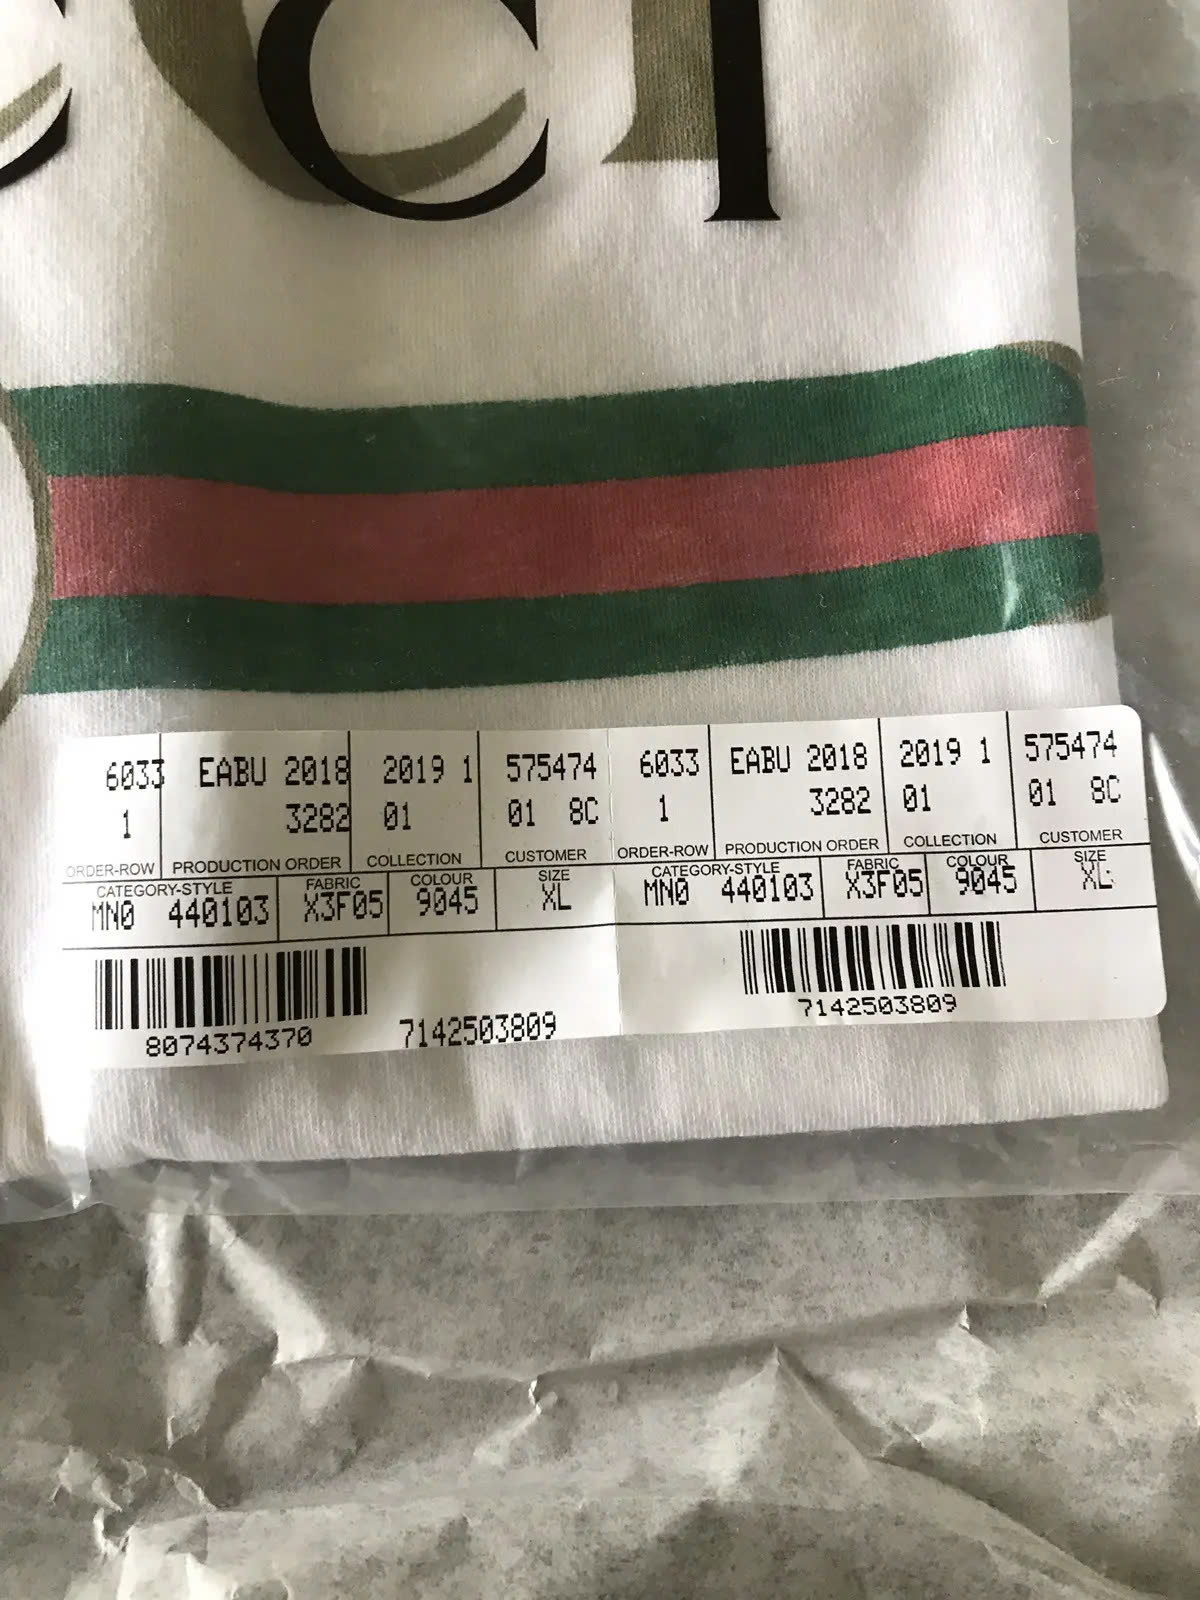 CCI
6033 EABU 2018 2019 1 575474
1 3282 01 01 8C
ORDER-ROW PRODUCTION ORDER COLLECTION CUSTOMER
CATEGORY-STYLE FABRIC COLOUR SIZE
MN0 440103 X3F05 9045 XL
8074374370 7142503809
6033 EABU 2018 2019 1 575474
1 3282 01 01 8C
ORDER-ROW PRODUCTION ORDER COLLECTION CUSTOMER
CATEGORY-STYLE FABRIC COLOUR SIZE
MN0 440103 X3F05 9045 XL
7142503809